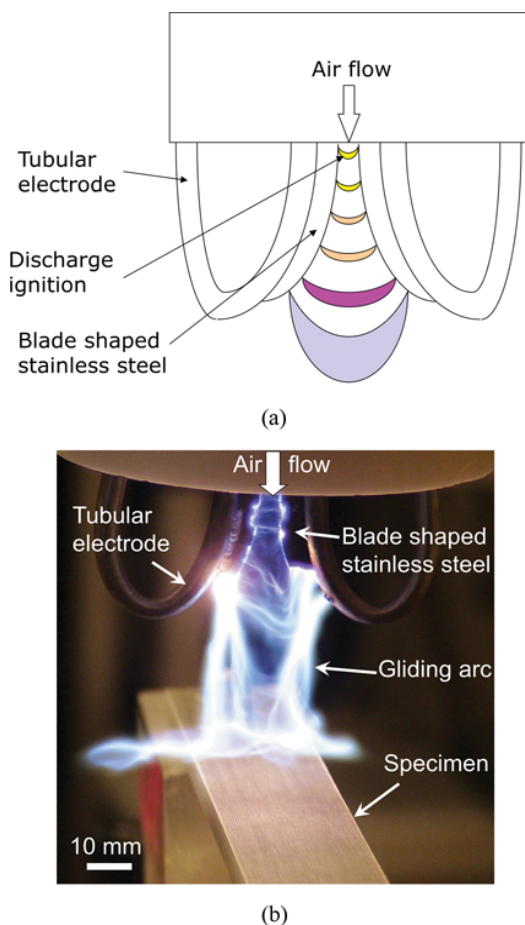 Air flow
Tubular
electrode
Discharge
ignition
Blade shaped
stainless steel
(a)
Air flow
Tubular
electrode
Blade shaped
stainless steel
Gliding arc
Specimen
10 mm
(b)